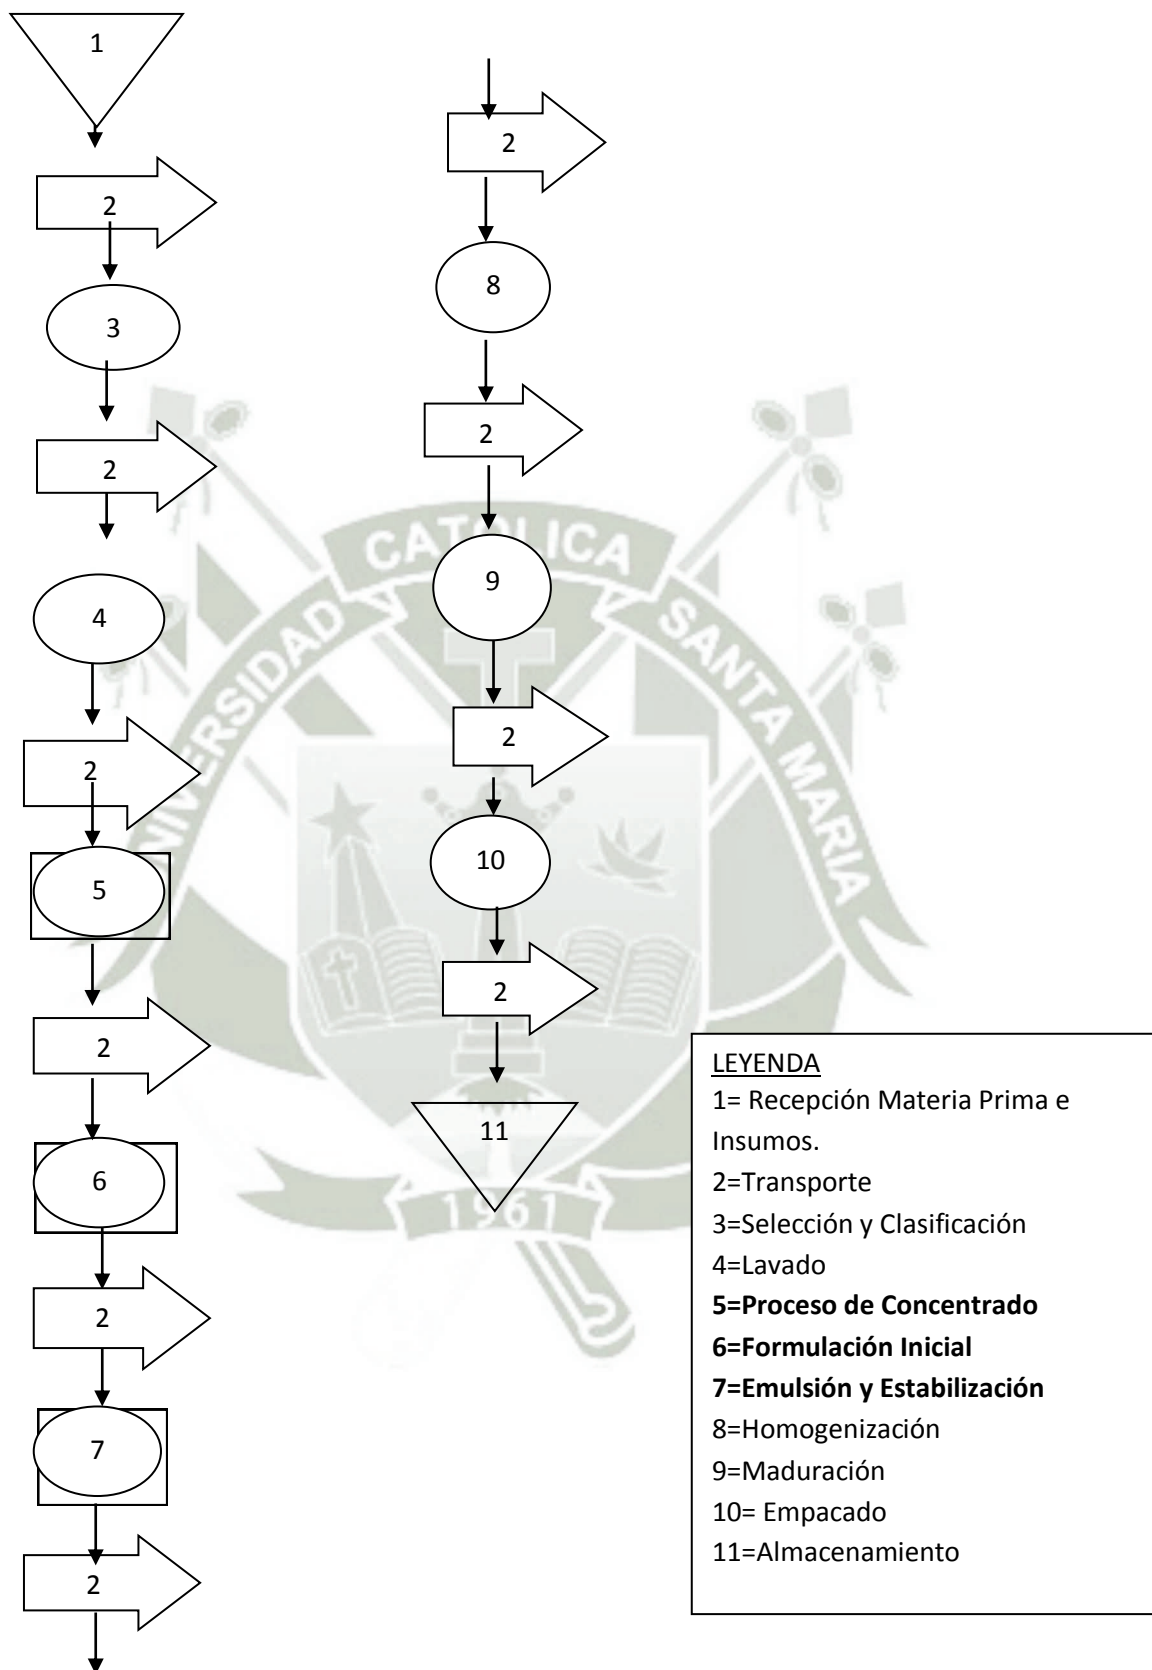 1
2
3
2
4
2
5
2
6
2
7
2
2
8
2
9
2
10
2
11
UNIVERSIDAD CATOLICA SANTA MARIA
1961
LEYENDA
1= Recepción Materia Prima e
Insumos.
2=Transporte
3=Selección y Clasificación
4=Lavado
5=Proceso de Concentrado
6=Formulación Inicial
7=Emulsión y Estabilización
8=Homogenización
9=Maduración
10= Empacado
11=Almacenamiento